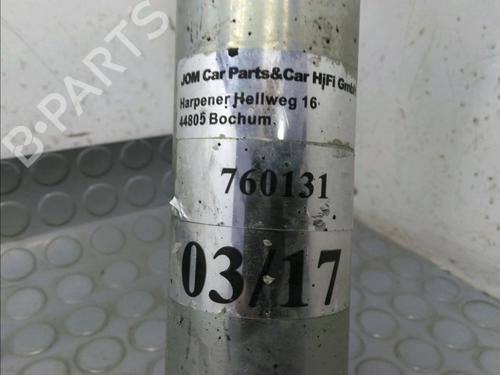 B-PARTS
JOM Car Parts&Car HiFi GmbH
Harpener Hellweg 16
44805 Bochum
760131
03/17